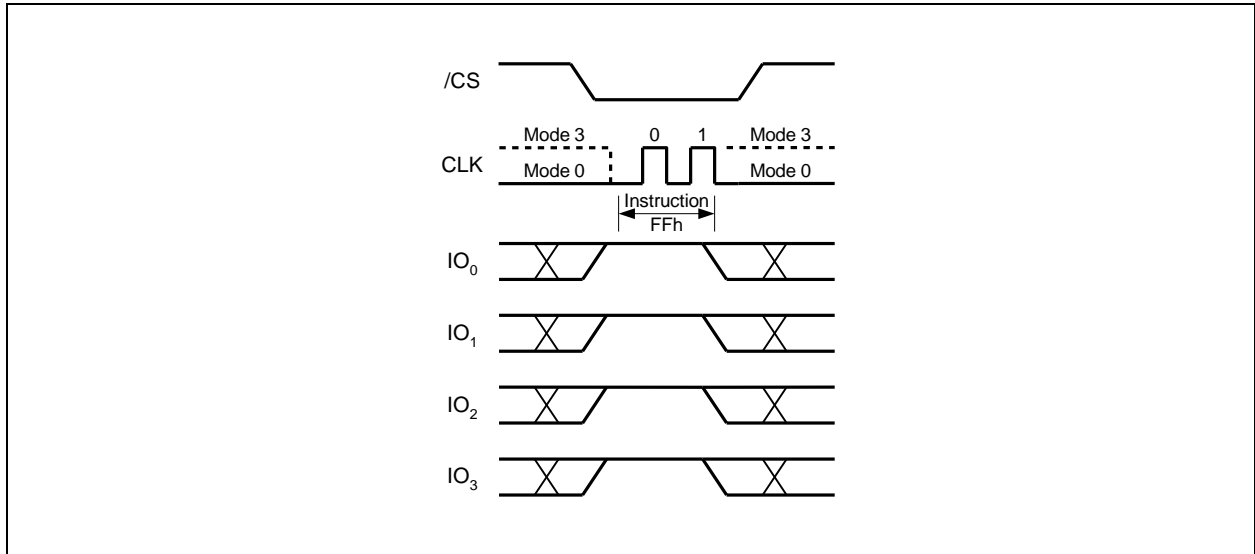 /CS
Mode 3 0 1 Mode 3
CLK
Mode 0 Mode 0
Instruction
FFh
IO0
IO1
IO2
IO3